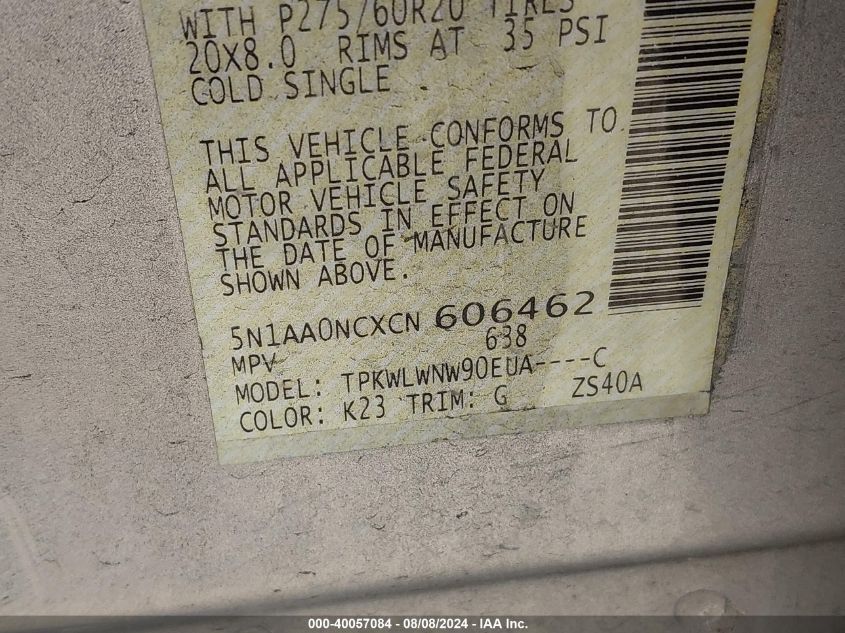 WITH P275/60R20 TIRES
20X8.0 RIMS AT 35 PSI
COLD SINGLE
THIS VEHICLE CONFORMS TO
ALL APPLICABLE FEDERAL
MOTOR VEHICLE SAFETY
STANDARDS IN EFFECT ON
THE DATE OF MANUFACTURE
SHOWN ABOVE.
5N1AA0NCXCN 606462
MPV 638
MODEL: TPKWLWNW90EUA----C
COLOR: K23 TRIM: G ZS40A
000-40057084 - 08/08/2024 - IAA Inc.